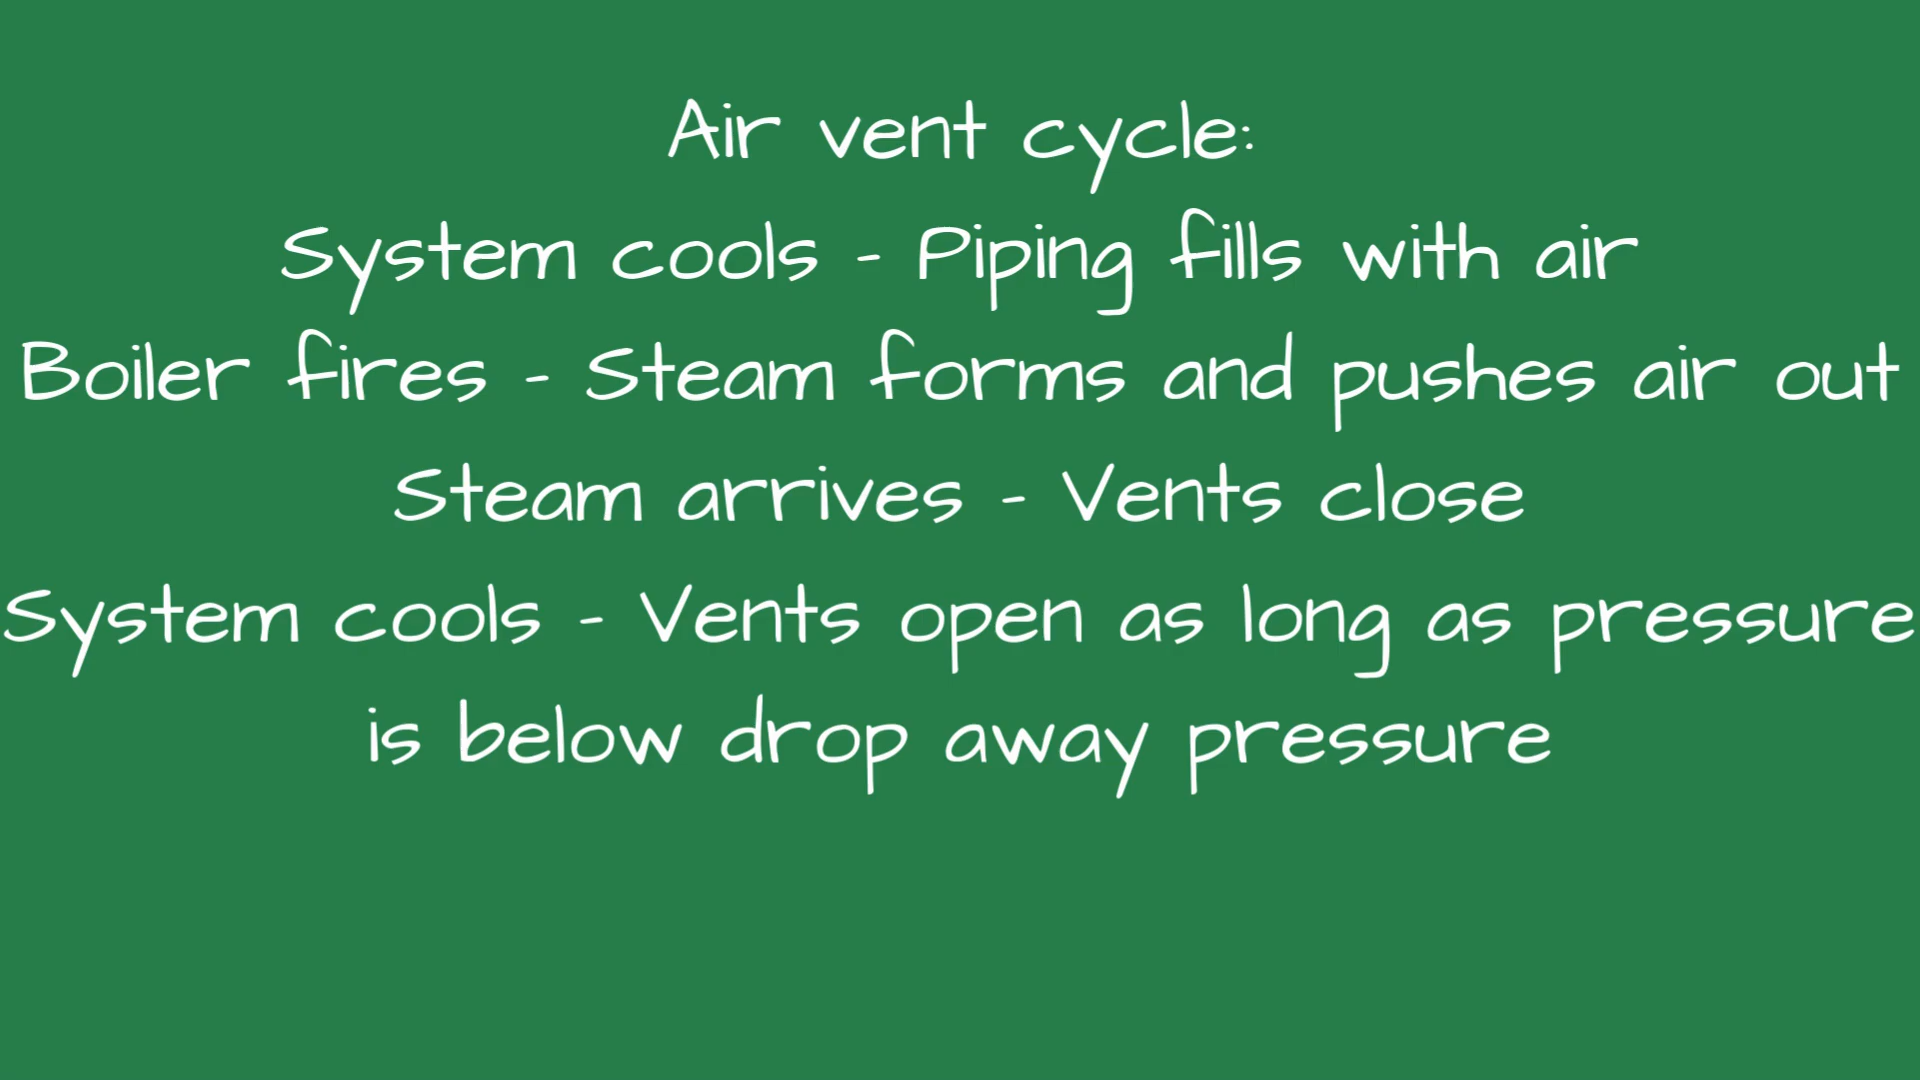 Air vent cycle:
System cools - Piping fills with air
Boiler fires - Steam forms and pushes air out
Steam arrives - Vents close
System cools - Vents open as long as pressure
is below drop away pressure